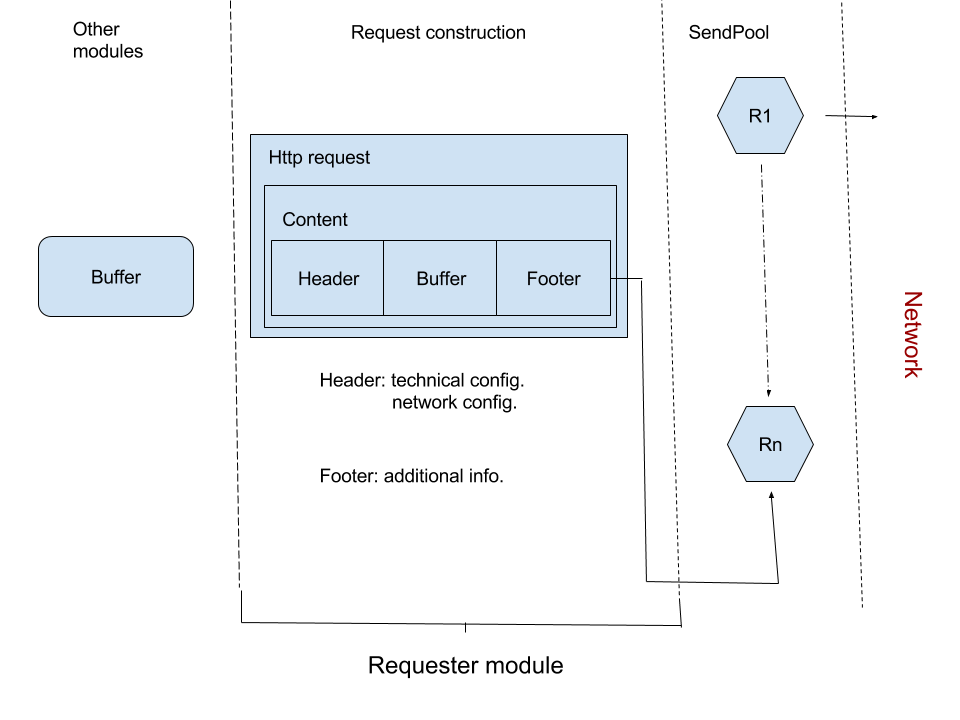 Other
modules
Request construction
SendPool
R1
Http request
Content
Buffer
Header
Buffer
Footer
Network
Header: technical config.
network config.
Rn
Footer: additional info.
Requester module